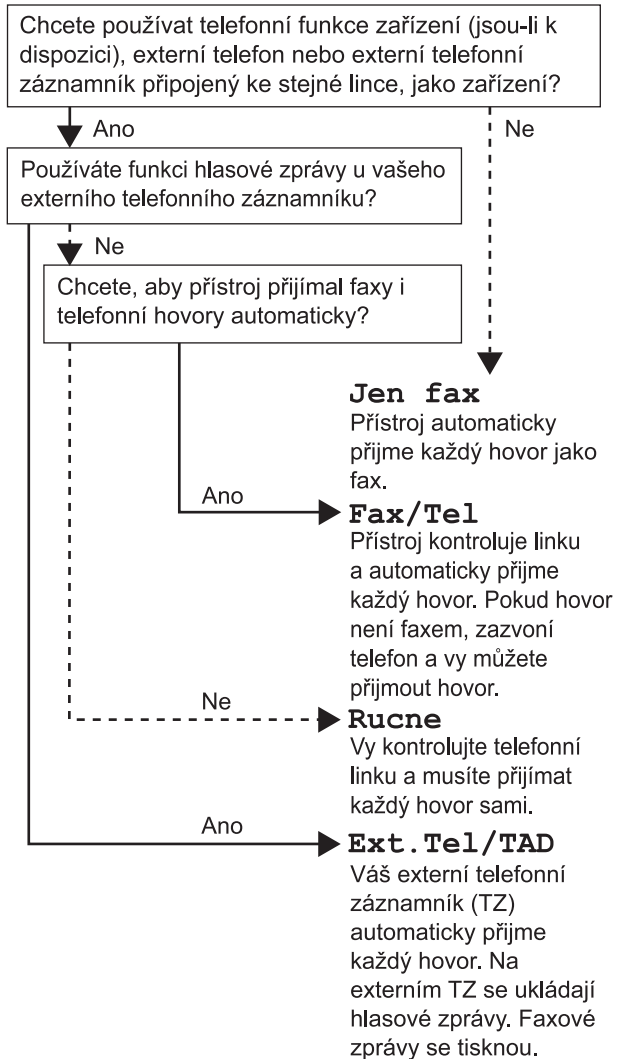 Chcete používat telefonní funkce zařízení (jsou-li k
dispozici), externí telefon nebo externí telefonní
záznamník připojený ke stejné lince, jako zařízení?
Ano
Ne
Používáte funkci hlasové zprávy u vašeho
externího telefonního záznamníku?
Ne
Chcete, aby přístroj přijímal faxy i
telefonní hovory automaticky?
Jen fax
Přístroj automaticky
přijme každý hovor jako
fax.
Ano
Fax/Tel
Přístroj kontroluje linku
a automaticky přijme
každý hovor. Pokud hovor
není faxem, zazvoní
telefon a vy můžete
přijmout hovor.
Ne
Rucne
Vy kontrolujte telefonní
linku a musíte přijímat
každý hovor sami.
Ano
Ext.Tel/TAD
Váš externí telefonní
záznamník (TZ)
automaticky přijme
každý hovor. Na
externím TZ se ukládají
hlasové zprávy. Faxové
zprávy se tisknou.